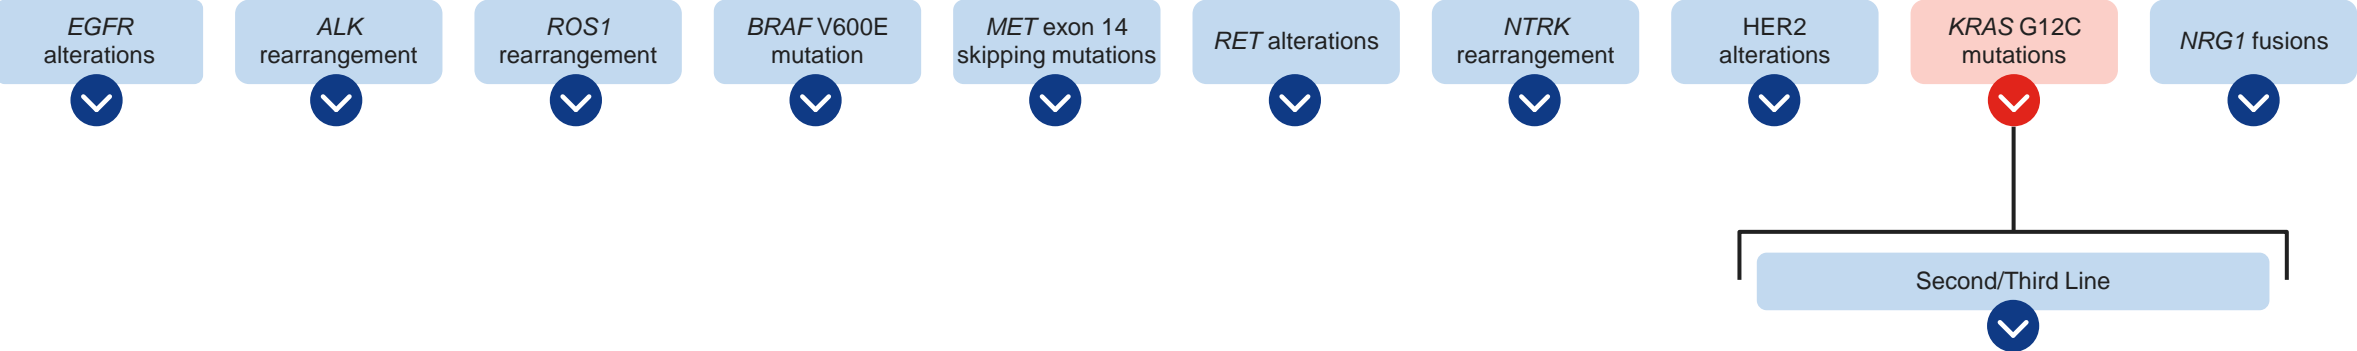 EGFR
alterations
ALK
rearrangement
ROS1
rearrangement
BRAF V600E
mutation
MET exon 14
skipping mutations
RET alterations
NTRK
rearrangement
HER2
alterations
KRAS G12C
mutations
NRG1 fusions
Second/Third Line